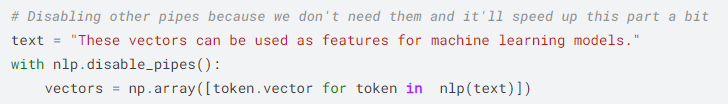 # Disabling other pipes because we don't need them and it'll speed up this part a bit
text = "These vectors can be used as features for machine learning models."
with nlp.disable_pipes():
    vectors = np.array([token.vector for token in  nlp(text)])